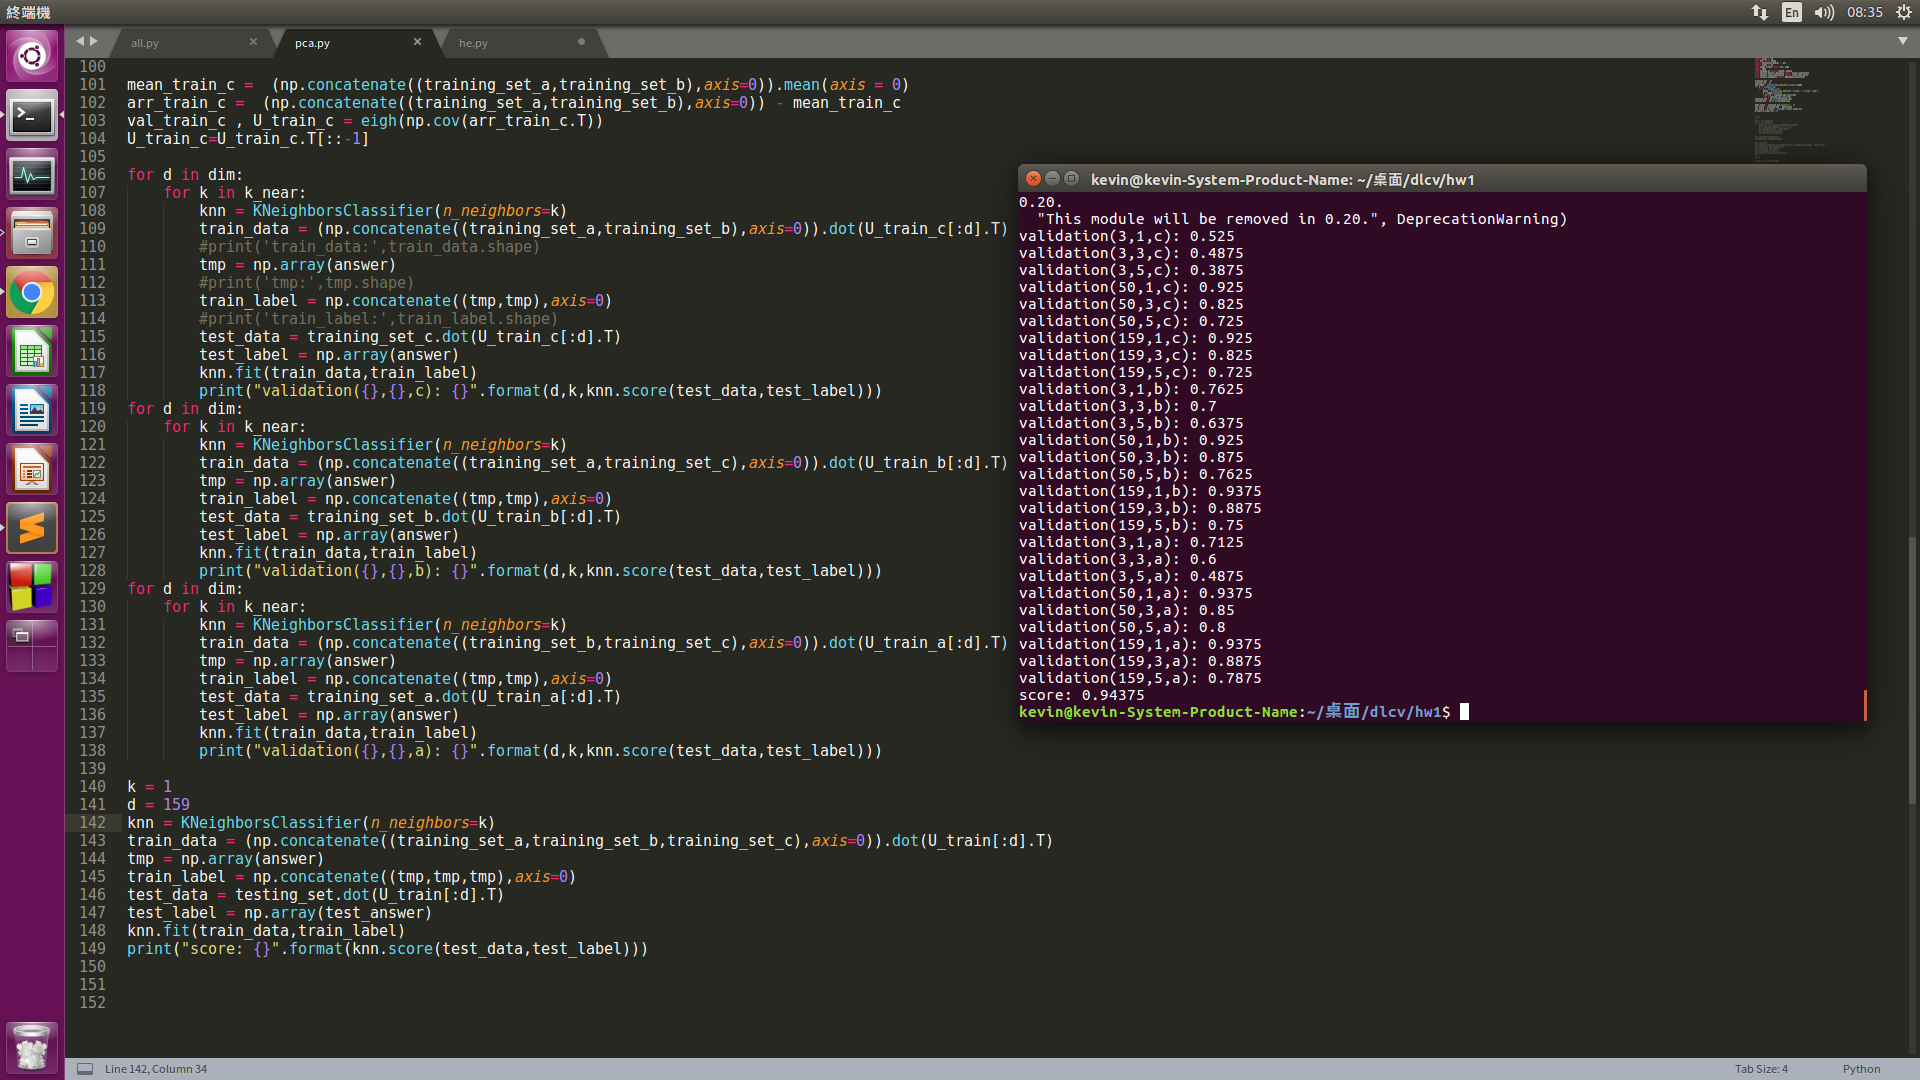 終端機
En
08:35
all.py
pca.py
he.py
100
101 mean_train_c =  (np.concatenate((training_set_a,training_set_b),axis=0)).mean(axis = 0)
102 arr_train_c =  (np.concatenate((training_set_a,training_set_b),axis=0)) - mean_train_c
103 val_train_c , U_train_c = eigh(np.cov(arr_train_c.T))
104 U_train_c=U_train_c.T[::-1]
105
106 for d in dim:
107     for k in k_near:
108         knn = KNeighborsClassifier(n_neighbors=k)
109         train_data = (np.concatenate((training_set_a,training_set_b),axis=0)).dot(U_train_c[:d].T)
110         #print('train_data:',train_data.shape)
111         tmp = np.array(answer)
112         #print('tmp:',tmp.shape)
113         train_label = np.concatenate((tmp,tmp),axis=0)
114         #print('train_label:',train_label.shape)
115         test_data = training_set_c.dot(U_train_c[:d].T)
116         test_label = np.array(answer)
117         knn.fit(train_data,train_label)
118         print("validation({},{},c): {}".format(d,k,knn.score(test_data,test_label)))
119 for d in dim:
120     for k in k_near:
121         knn = KNeighborsClassifier(n_neighbors=k)
122         train_data = (np.concatenate((training_set_a,training_set_c),axis=0)).dot(U_train_b[:d].T)
123         tmp = np.array(answer)
124         train_label = np.concatenate((tmp,tmp),axis=0)
125         test_data = training_set_b.dot(U_train_b[:d].T)
126         test_label = np.array(answer)
127         knn.fit(train_data,train_label)
128         print("validation({},{},b): {}".format(d,k,knn.score(test_data,test_label)))
129 for d in dim:
130     for k in k_near:
131         knn = KNeighborsClassifier(n_neighbors=k)
132         train_data = (np.concatenate((training_set_b,training_set_c),axis=0)).dot(U_train_a[:d].T)
133         tmp = np.array(answer)
134         train_label = np.concatenate((tmp,tmp),axis=0)
135         test_data = training_set_a.dot(U_train_a[:d].T)
136         test_label = np.array(answer)
137         knn.fit(train_data,train_label)
138         print("validation({},{},a): {}".format(d,k,knn.score(test_data,test_label)))
139
140 k = 1
141 d = 159
142 knn = KNeighborsClassifier(n_neighbors=k)
143 train_data = (np.concatenate((training_set_a,training_set_b,training_set_c),axis=0)).dot(U_train[:d].T)
144 tmp = np.array(answer)
145 train_label = np.concatenate((tmp,tmp,tmp),axis=0)
146 test_data = testing_set.dot(U_train[:d].T)
147 test_label = np.array(test_answer)
148 knn.fit(train_data,train_label)
149 print("score: {}".format(knn.score(test_data,test_label)))
150
151
152
kevin@kevin-System-Product-Name: ~/桌面/dlcv/hw1
0.20.
  "This module will be removed in 0.20.", DeprecationWarning)
validation(3,1,c): 0.525
validation(3,3,c): 0.4875
validation(3,5,c): 0.3875
validation(50,1,c): 0.925
validation(50,3,c): 0.825
validation(50,5,c): 0.725
validation(159,1,c): 0.925
validation(159,3,c): 0.825
validation(159,5,c): 0.725
validation(3,1,b): 0.7625
validation(3,3,b): 0.7
validation(3,5,b): 0.6375
validation(50,1,b): 0.925
validation(50,3,b): 0.875
validation(50,5,b): 0.7625
validation(159,1,b): 0.9375
validation(159,3,b): 0.8875
validation(159,5,b): 0.75
validation(3,1,a): 0.7125
validation(3,3,a): 0.6
validation(3,5,a): 0.4875
validation(50,1,a): 0.9375
validation(50,3,a): 0.85
validation(50,5,a): 0.8
validation(159,1,a): 0.9375
validation(159,3,a): 0.8875
validation(159,5,a): 0.7875
score: 0.94375
kevin@kevin-System-Product-Name:~/桌面/dlcv/hw1$
Line 142, Column 34
Tab Size: 4
Python